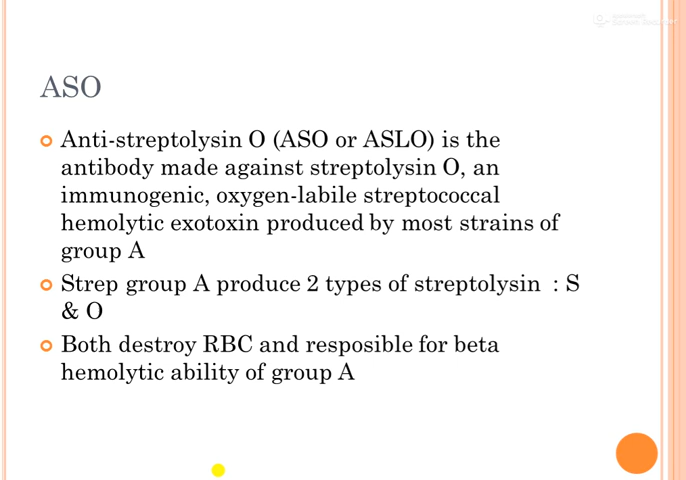 Screen Recorder
ASO
Anti-streptolysin O (ASO or ASLO) is the
antibody made against streptolysin O, an
immunogenic, oxygen-labile streptococcal
hemolytic exotoxin produced by most strains of
group A
Strep group A produce 2 types of streptolysin : S
& O
Both destroy RBC and resposible for beta
hemolytic ability of group A